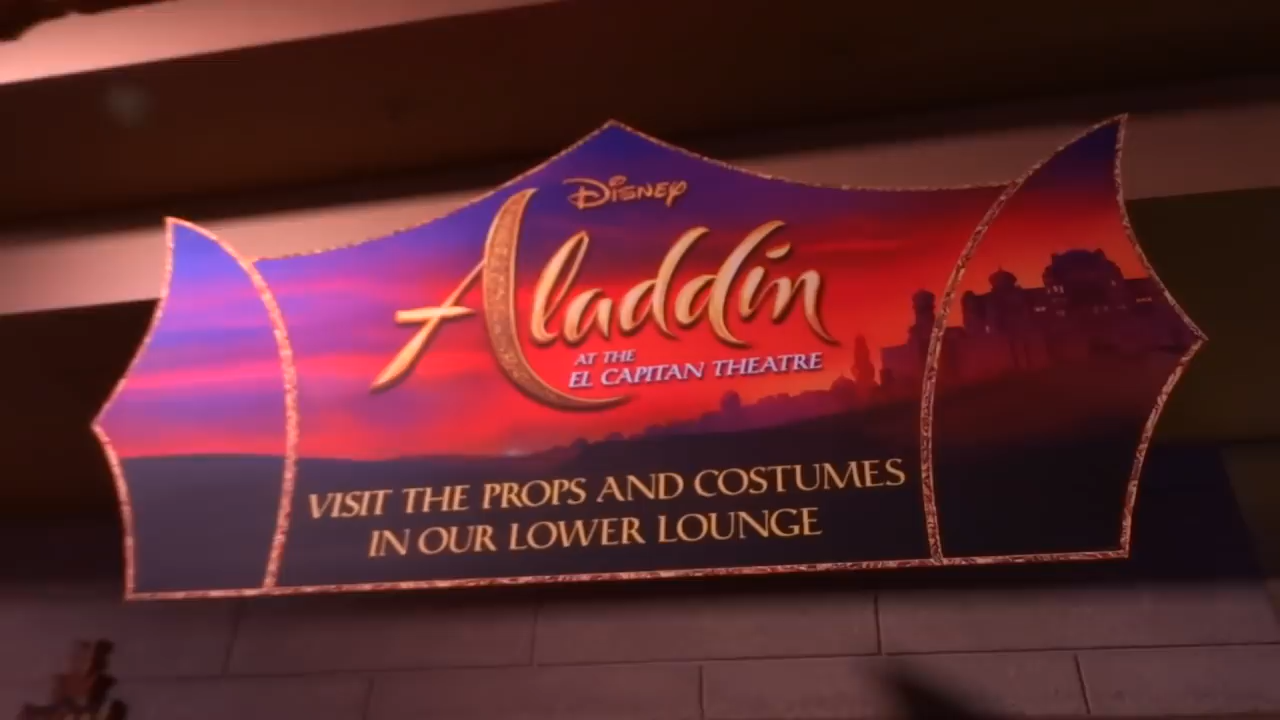 Disney
Aladdin
AT THE
EL CAPITAN THEATRE
VISIT THE PROPS AND COSTUMES
IN OUR LOWER LOUNGE